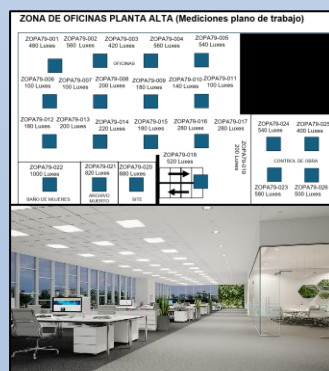 ZONA DE OFICINAS PLANTA ALTA (Mediciones plano de trabajo)
ZOPA79-001 ZOPA79-002 ZOPA79-003 ZOPA79-004 ZOPA79-005
480 Luxes 560 Luxes 420 Luxes 560 Luxes 540 Luxes
OFICINAS
ZOPA79-006 ZOPA79-007 ZOPA79-008 ZOPA79-009 ZOPA79-010 ZOPA79-011
100 Luxes 100 Luxes 200 Luxes 180 Luxes 140 Luxes 100 Luxes
ZOPA79-012 ZOPA79-013 ZOPA79-014 ZOPA79-015 ZOPA79-016 ZOPA79-017
180 Luxes 200 Luxes 220 Luxes 180 Luxes 280 Luxes 280 Luxes
ZOPA79-024 ZOPA79-025
540 Luxes 400 Luxes
ZOPA79-018
520 Luxes
ZOPA79-019
200 Luxes
CONTROL DE OBRA
ZOPA79-022 ZOPA79-021 ZOPA79-020
1000 Luxes 820 Luxes 680 Luxes
ZOPA79-023 ZOPA79-026
560 Luxes 500 Luxes
BAÑO DE MUJERES ARCHIVO MUERTO SITE